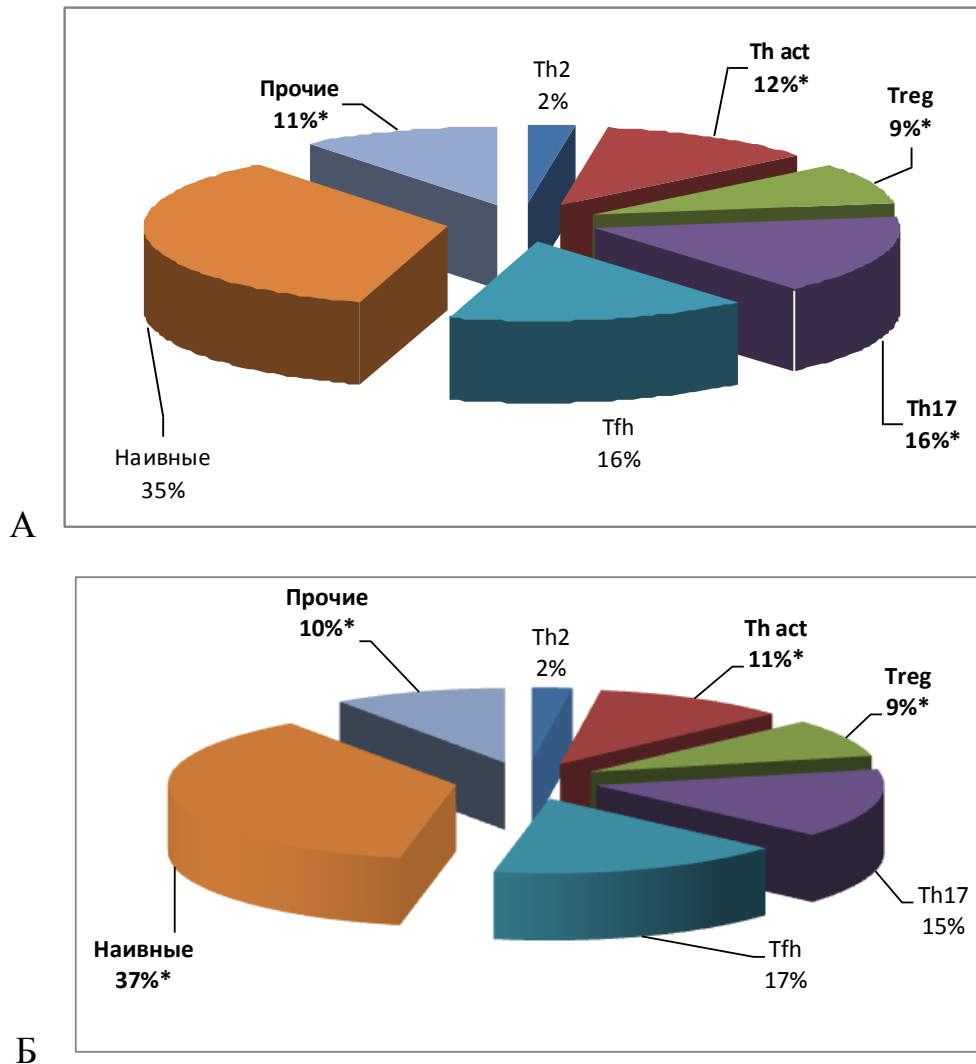 Th2
2%
Th act
12%*
Treg
9%*
Прочие
11%*
Th17
16%*
Tfh
16%
Наивные
35%
А
Прочие
10%*
Th2
2%
Th act
11%*
Treg
9%*
Th17
15%
Tfh
17%
Наивные
37%*
Б